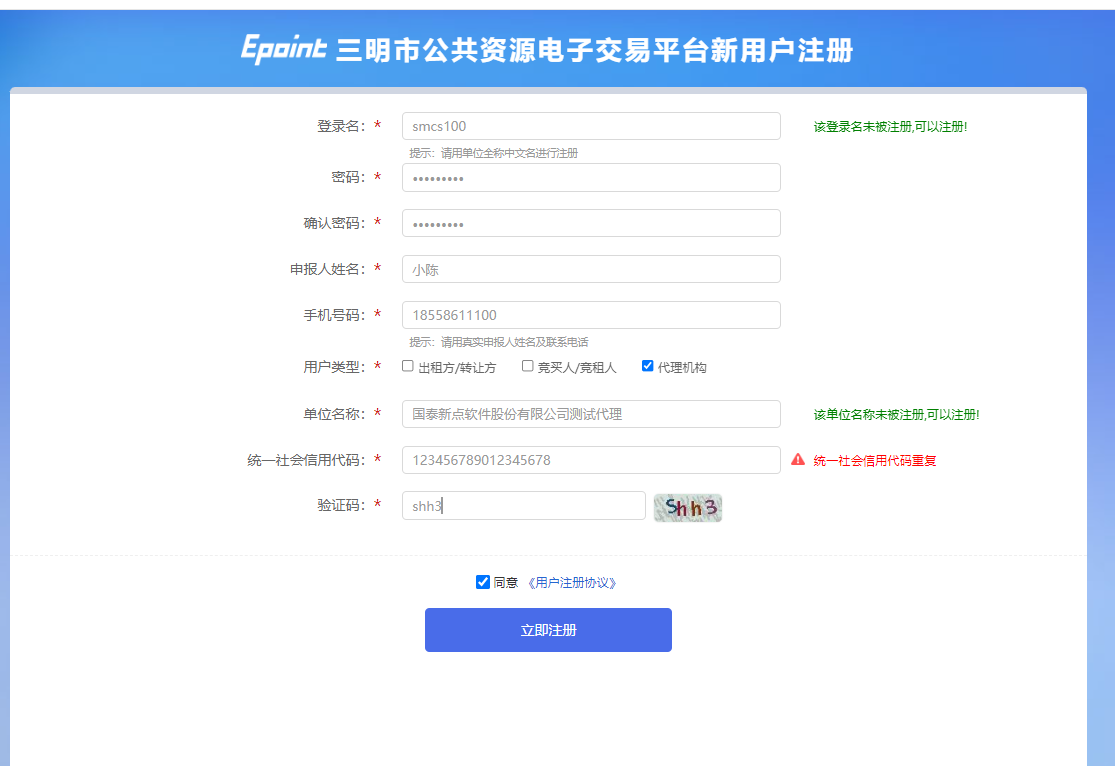 Epoint 三明市公共资源电子交易平台新用户注册
登录名：* smcs100 该登录名未被注册,可以注册!
提示：请用单位全称中文名进行注册
密码：* •••••••••
确认密码：* •••••••••
申报人姓名：* 小陈
手机号码：* 18558611100
提示：请用真实申报人姓名及联系电话
用户类型：* 出租方/转让方 竞买人/竞租人 代理机构
单位名称：* 国泰新点软件股份有限公司测试代理 该单位名称未被注册,可以注册!
统一社会信用代码：* 123456789012345678 统一社会信用代码重复
验证码：* shh3 Shh3
同意 《用户注册协议》
立即注册